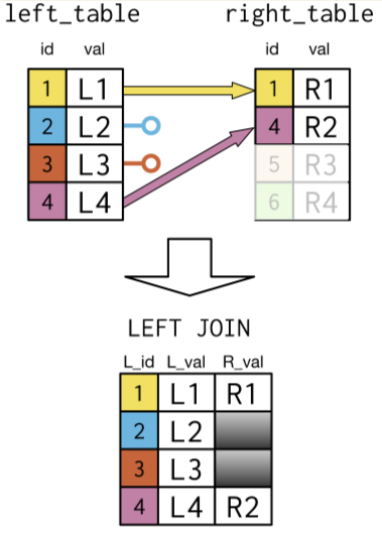 left_table right_table
id val id val
1 L1 1 R1
2 L2 4 R2
3 L3 5 R3
4 L4 6 R4
LEFT JOIN
L_id L_val R_val
1 L1 R1
2 L2
3 L3
4 L4 R2